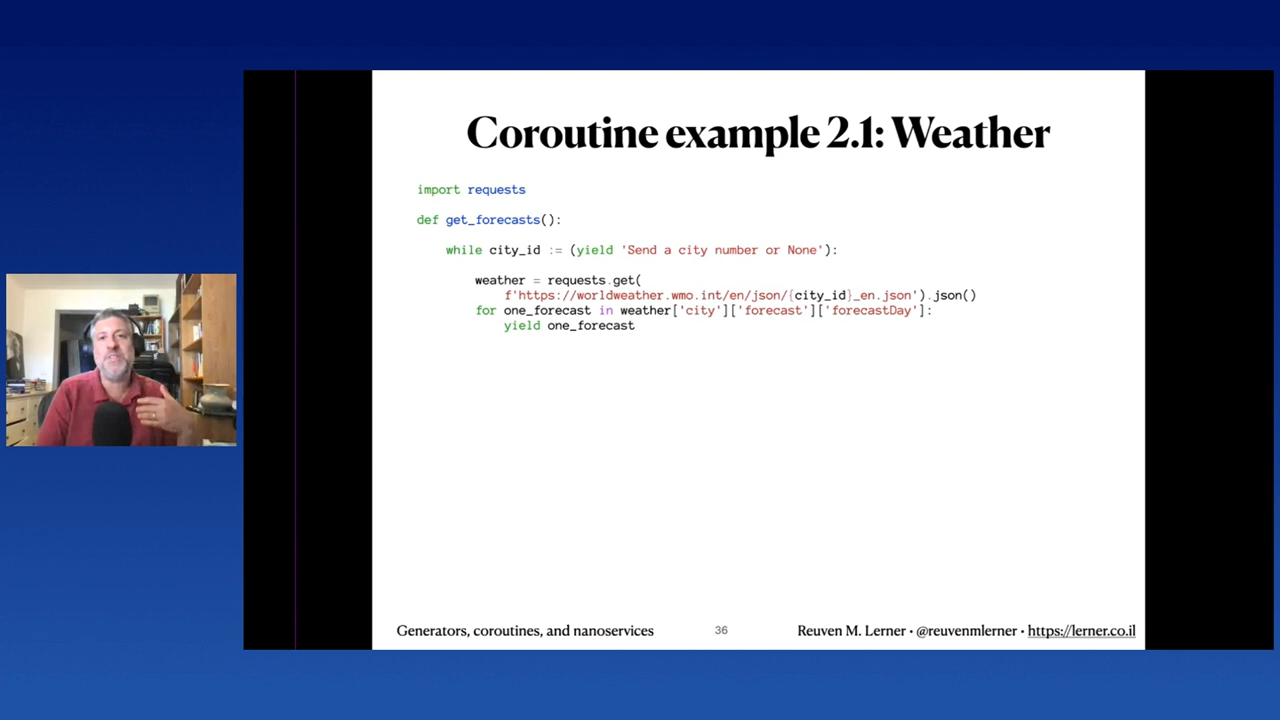 Coroutine example 2.1: Weather
import requests
def get_forecasts():
while city_id := (yield 'Send a city number or None'):
weather = requests.get(
f'https://worldweather.wmo.int/en/json/{city_id}_en.json').json()
for one_forecast in weather['city']['forecast']['forecastDay']:
yield one_forecast
Generators, coroutines, and nanoservices
36
Reuven M. Lerner • @reuvenmlerner • https://lerner.co.il